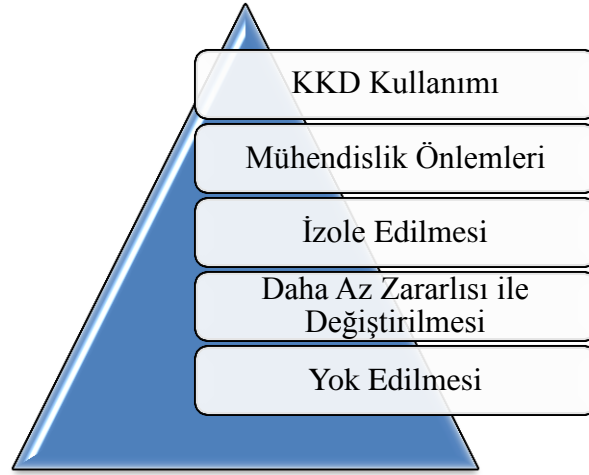 KKD Kullanımı
Mühendislik Önlemleri
İzole Edilmesi
Daha Az Zararlısı ile
Değiştirilmesi
Yok Edilmesi